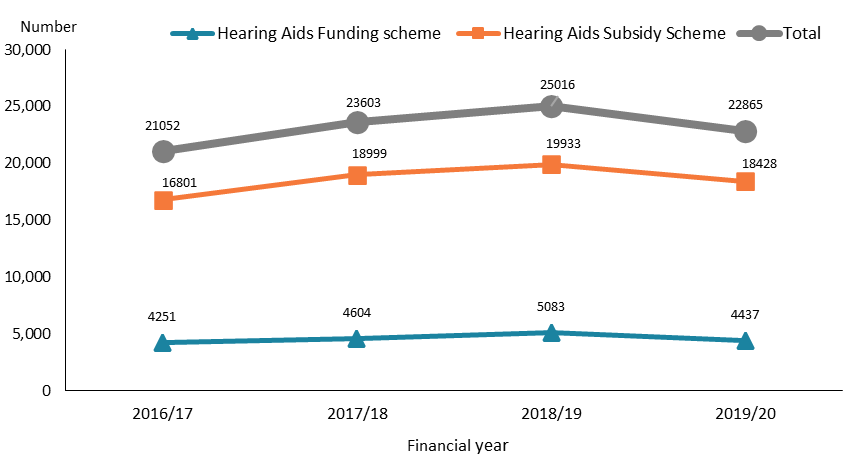 Number
Hearing Aids Funding scheme Hearing Aids Subsidy Scheme Total
30,000
25,000
20,000
15,000
10,000
5,000
0
21052 23603 25016 22865
16801 18999 19933 18428
4251 4604 5083 4437
2016/17 2017/18 2018/19 2019/20
Financial year